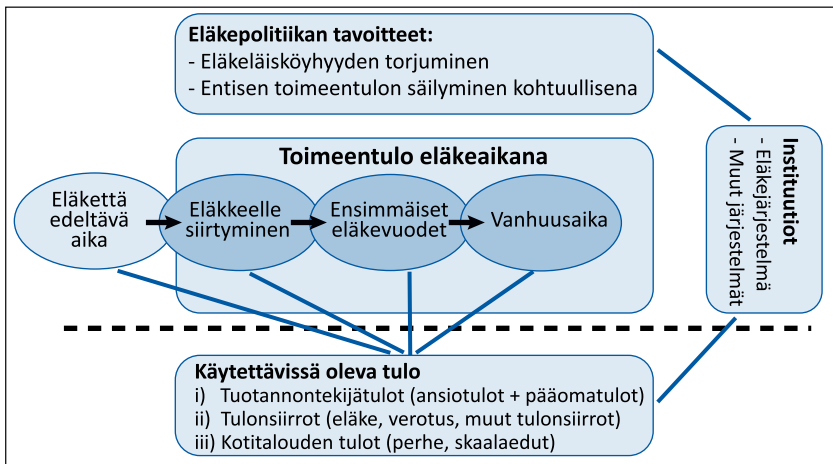 Eläkepolitiikan tavoitteet:
- Eläkeläisköyhyyden torjuminen
- Entisen toimeentulon säilyminen kohtuullisena
Toimeentulo eläkeaikana
Eläkettä
edeltävä
aika
Eläkkeelle
siirtyminen
Ensimmäiset
eläkevuodet
Vanhuusaika
Instituutiot
- Eläkejärjestelmä
- Muut järjestelmät
Käytettävissä oleva tulo
i) Tuotannontekijätulot (ansiotulot + pääomatulot)
ii) Tulonsiirrot (eläke, verotus, muut tulonsiirrot)
iii) Kotitalouden tulot (perhe, skaalaedut)